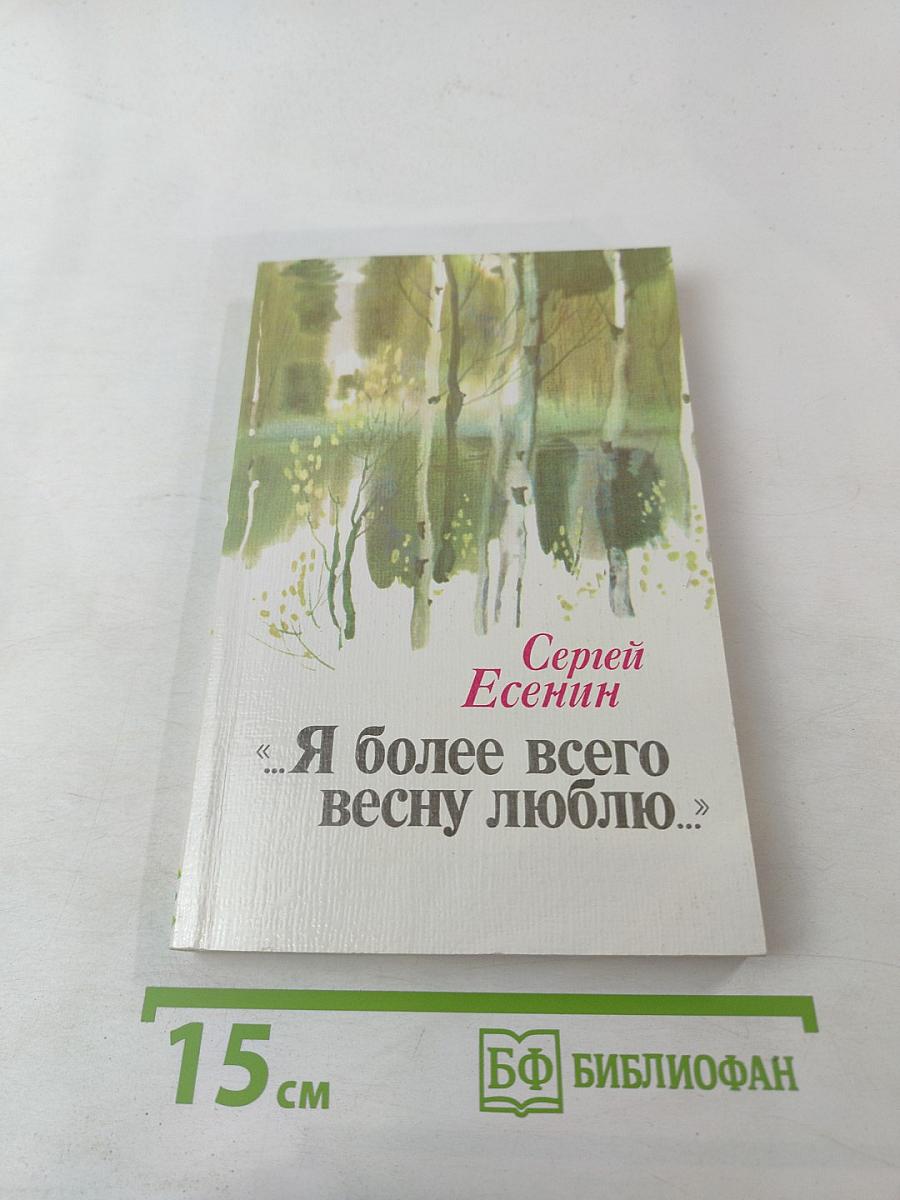 Сергей
Есенин
«...Я более всего
весну люблю...»
15 см
БФ БИБЛИОФАН